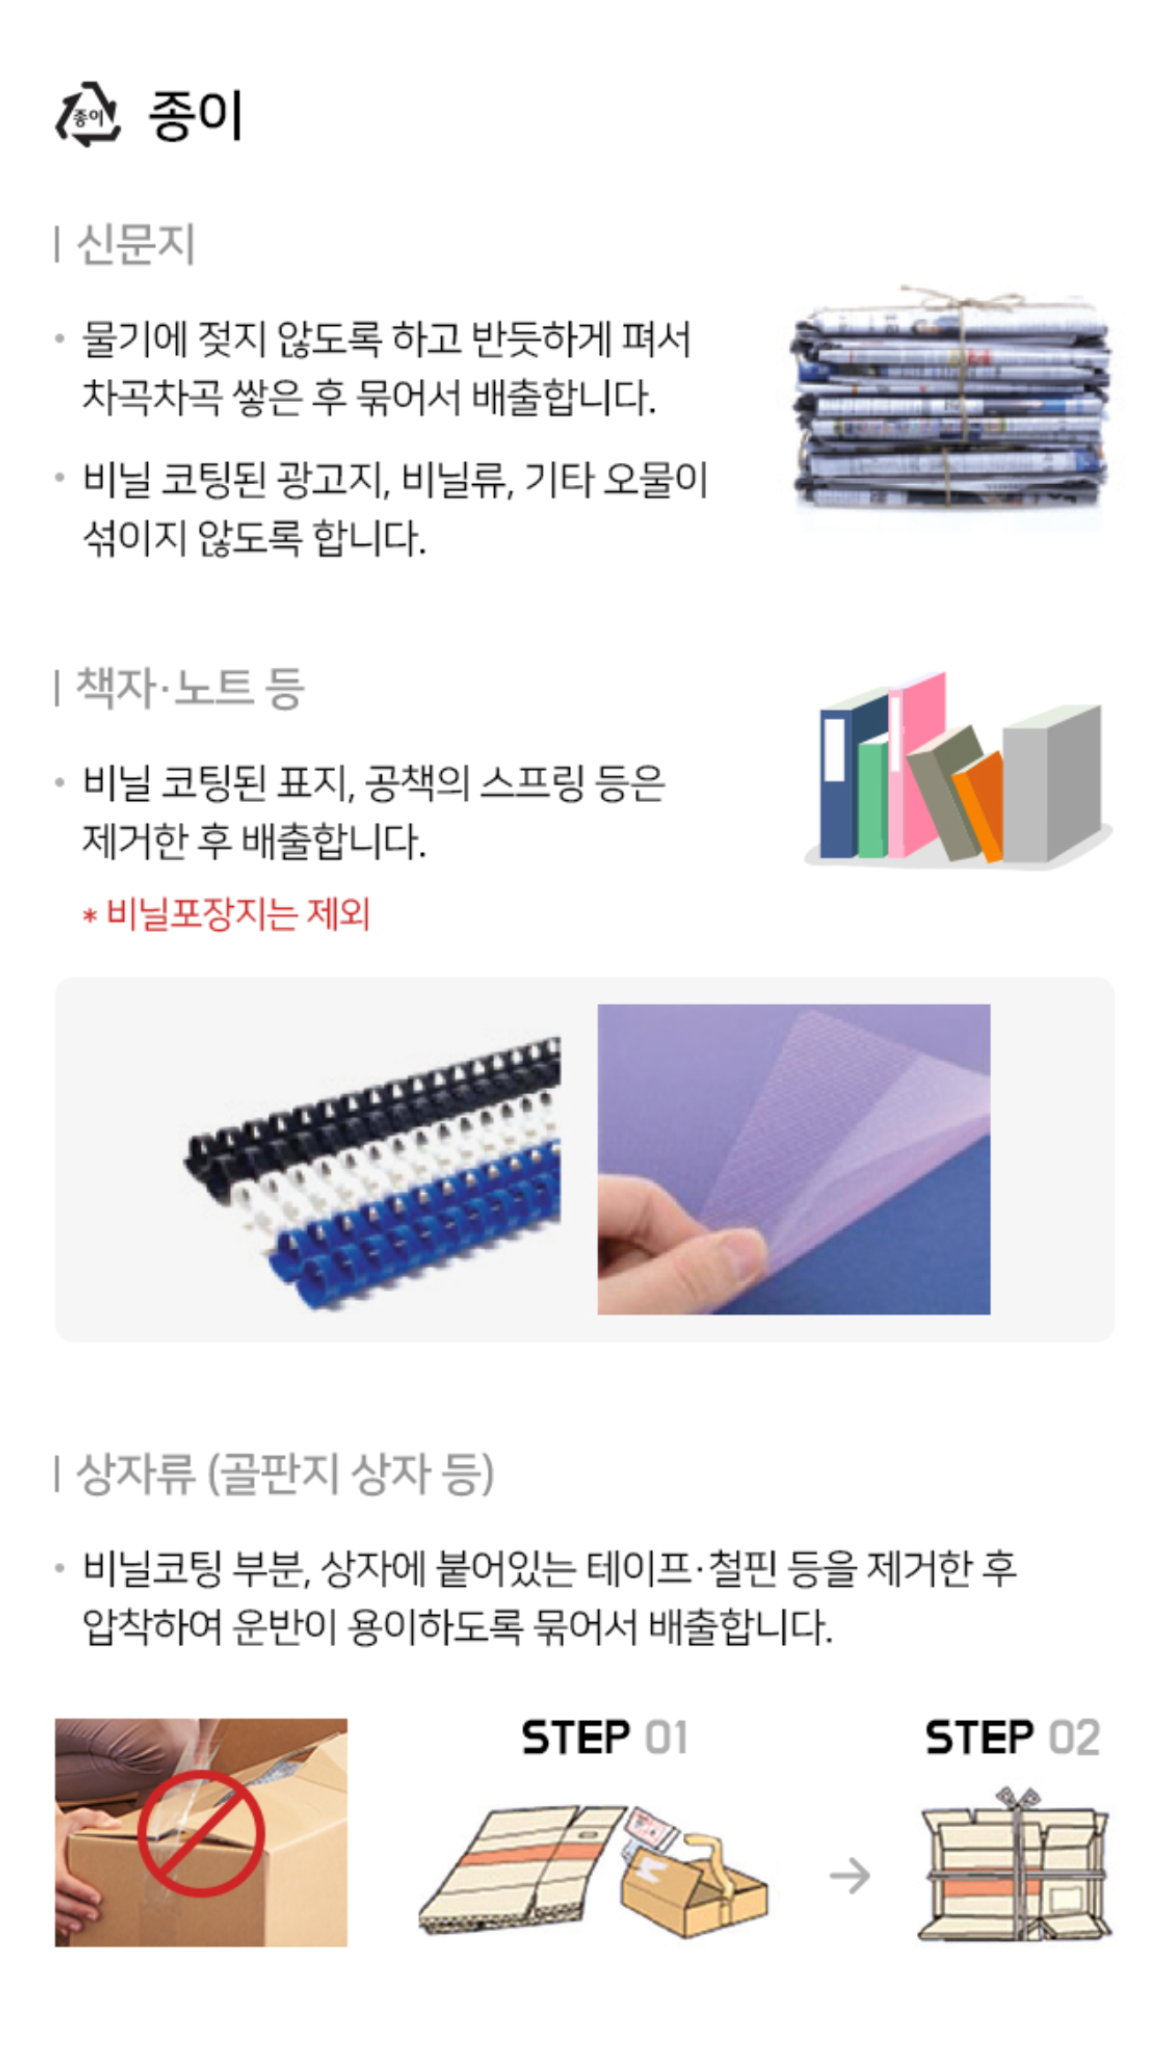 종이
종이
신문지
• 물기에 젖지 않도록 하고 반듯하게 펴서
차곡차곡 쌓은 후 묶어서 배출합니다.
• 비닐 코팅된 광고지, 비닐류, 기타 오물이
섞이지 않도록 합니다.
책자·노트 등
• 비닐 코팅된 표지, 공책의 스프링 등은
제거한 후 배출합니다.
* 비닐포장지는 제외
상자류 (골판지 상자 등)
• 비닐코팅 부분, 상자에 붙어있는 테이프·철핀 등을 제거한 후
압착하여 운반이 용이하도록 묶어서 배출합니다.
STEP 01
STEP 02